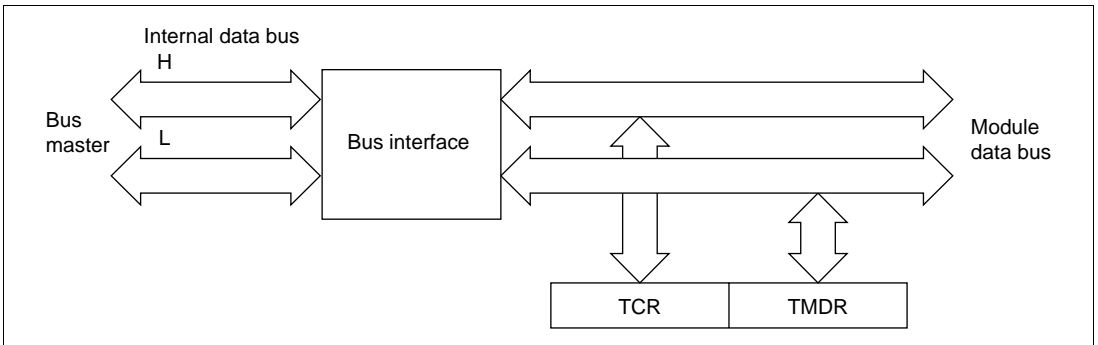 Internal data bus
H
Bus
master
L
Bus interface
Module
data bus
TCR
TMDR